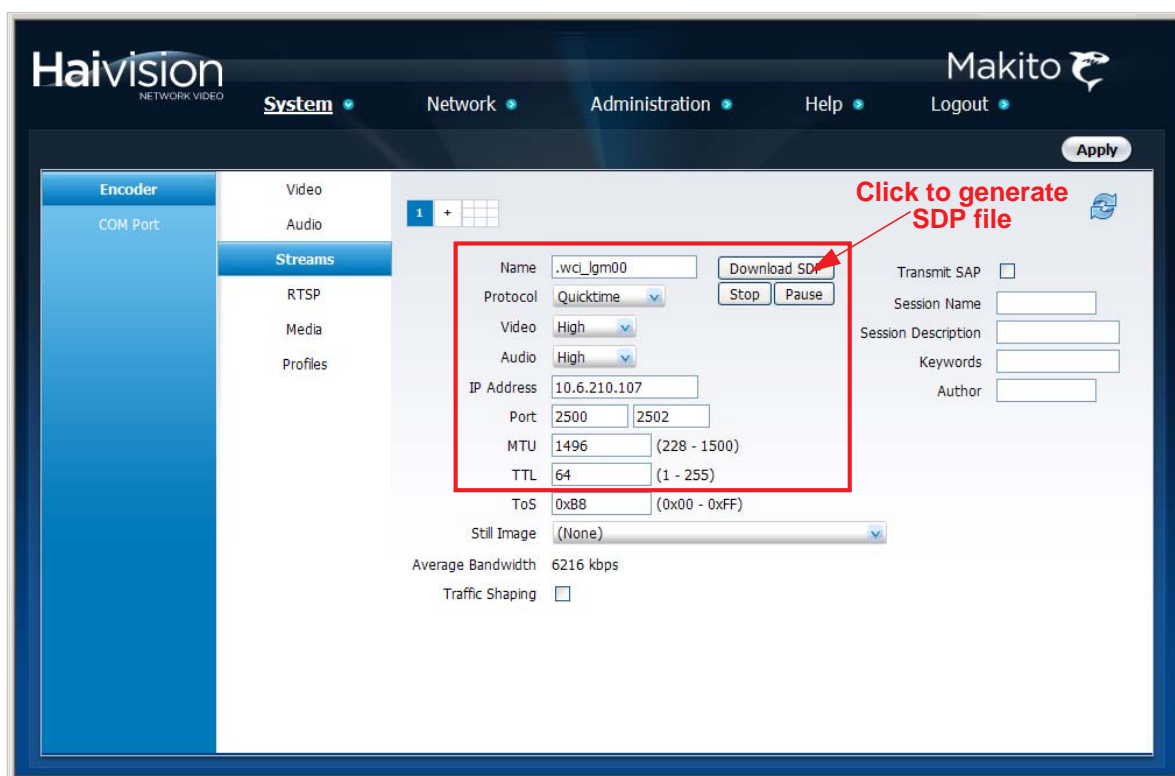 Haivision
NETWORK VIDEO
Makito
System
Network
Administration
Help
Logout
Apply
Encoder
COM Port
Video
Audio
Streams
RTSP
Media
Profiles
1 +
Click to generate
SDP file
Name .wci_lgm00 Download SDP
Protocol Quicktime Stop Pause
Video High
Audio High
IP Address 10.6.210.107
Port 2500 2502
MTU 1496 (228 - 1500)
TTL 64 (1 - 255)
ToS 0xB8 (0x00 - 0xFF)
Still Image (None)
Average Bandwidth 6216 kbps
Traffic Shaping
Transmit SAP
Session Name
Session Description
Keywords
Author